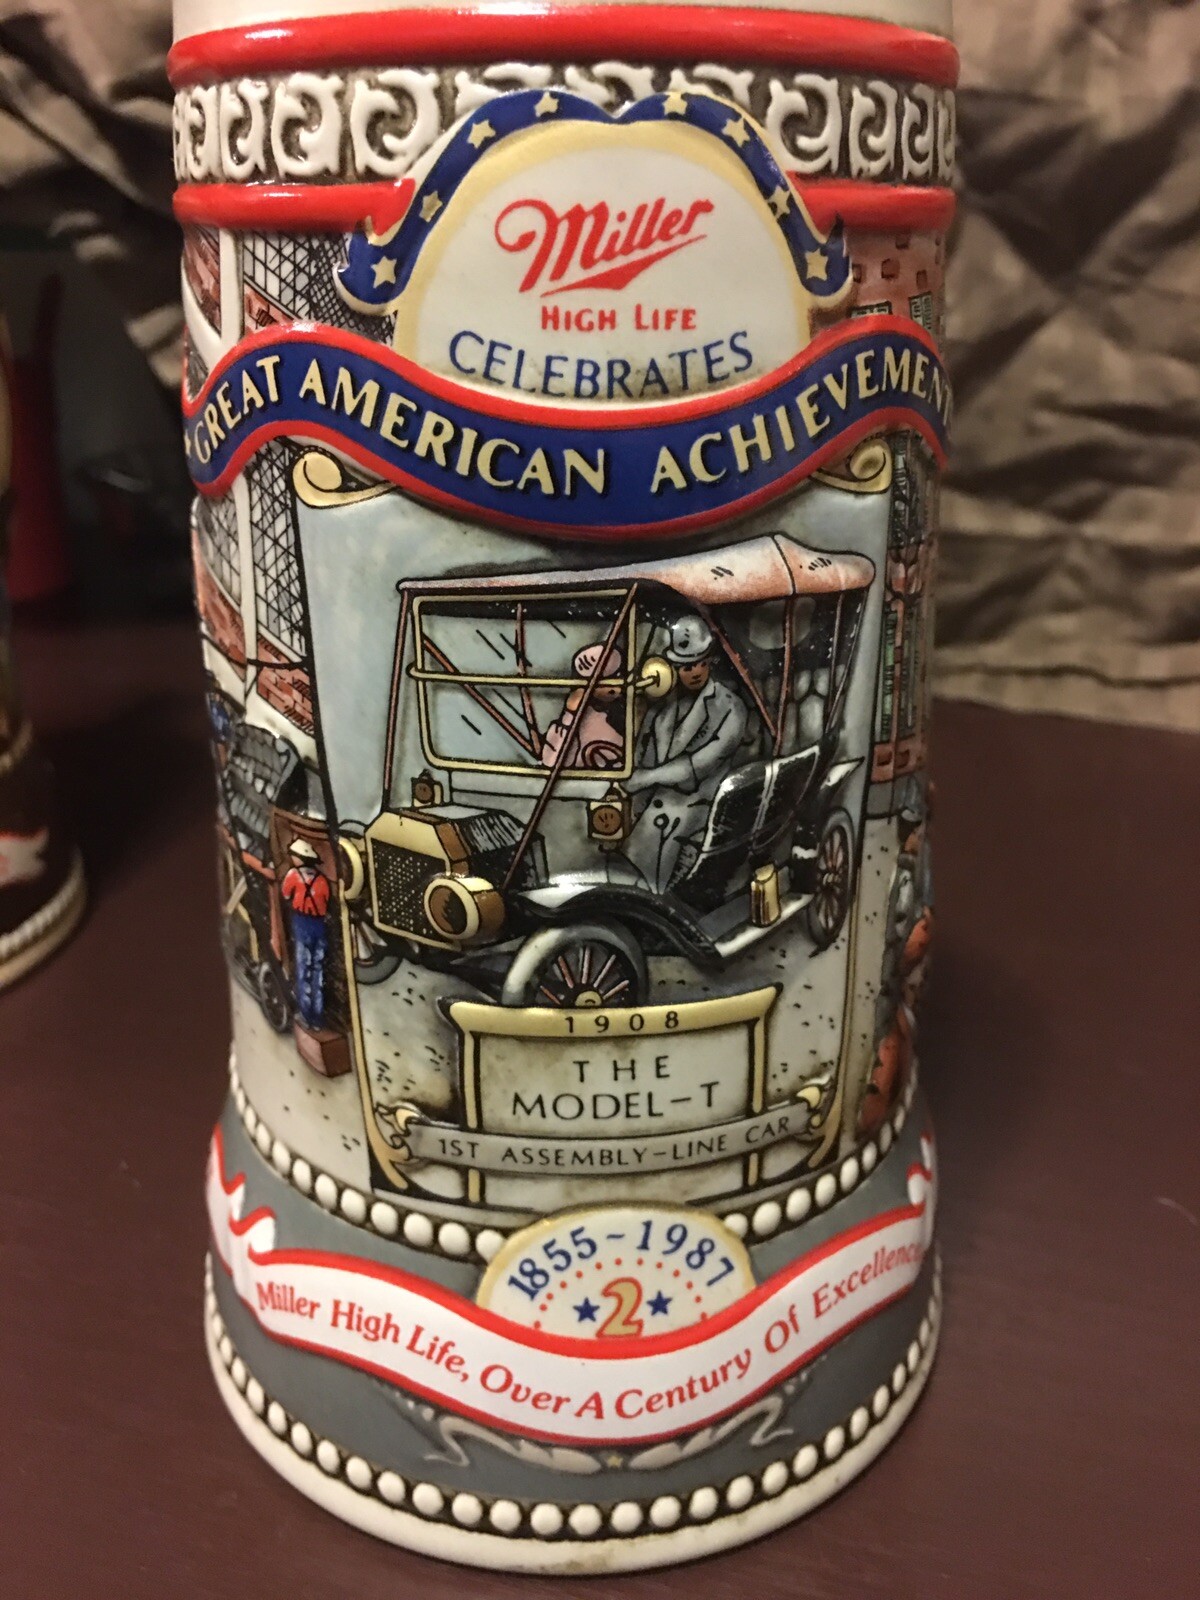 Miller
HIGH LIFE
CELEBRATES
GREAT AMERICAN ACHIEVEMENT
1908
THE
MODEL-T
1ST ASSEMBLY-LINE CAR
1855~1987
2
Miller High Life, Over A Century Of Excellence